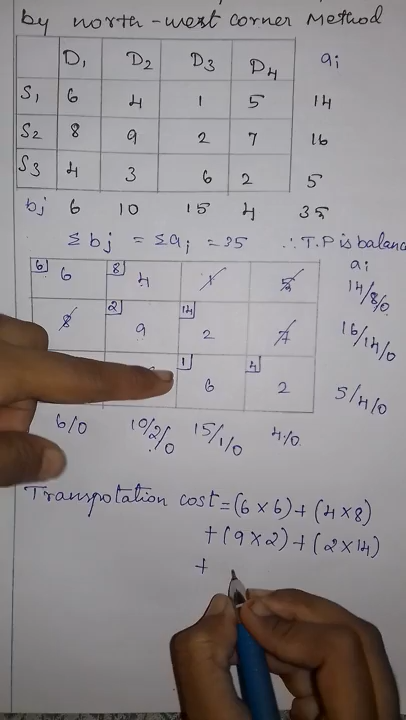 by north-west corner Method
D1 D2 D3 D4 ai
S1 6 4 1 5 14
S2 8 9 2 7 16
S3 4 3 6 2 5
bj 6 10 15 4 35
Σbj = Σai = 35 ∴ T.P is balanc
ai
6 6 8 4 1 5 14/8/0
8 2 9 14 2 7 16/14/0
1 6 4 2 5/4/0
6/0 10/2/0 15/1/0 4/0
Transpotation cost = (6×6)+(4×8)
+(9×2)+(2×14)
+